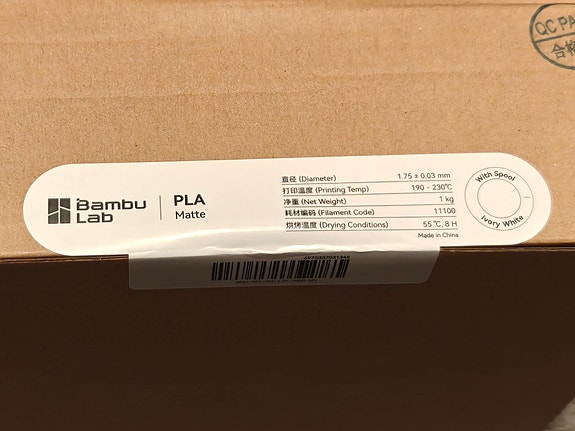 QC PA
合格
Bambu
Lab
PLA
Matte
直径 (Diameter) 1.75 ± 0.03 mm
打印温度 (Printing Temp) 190 - 230℃
净重 (Net Weight) 1 kg
耗材编码 (Filament Code) 11100
烘烤温度 (Drying Conditions) 55 ℃, 8 H
Made in China
With Spool
Ivory White